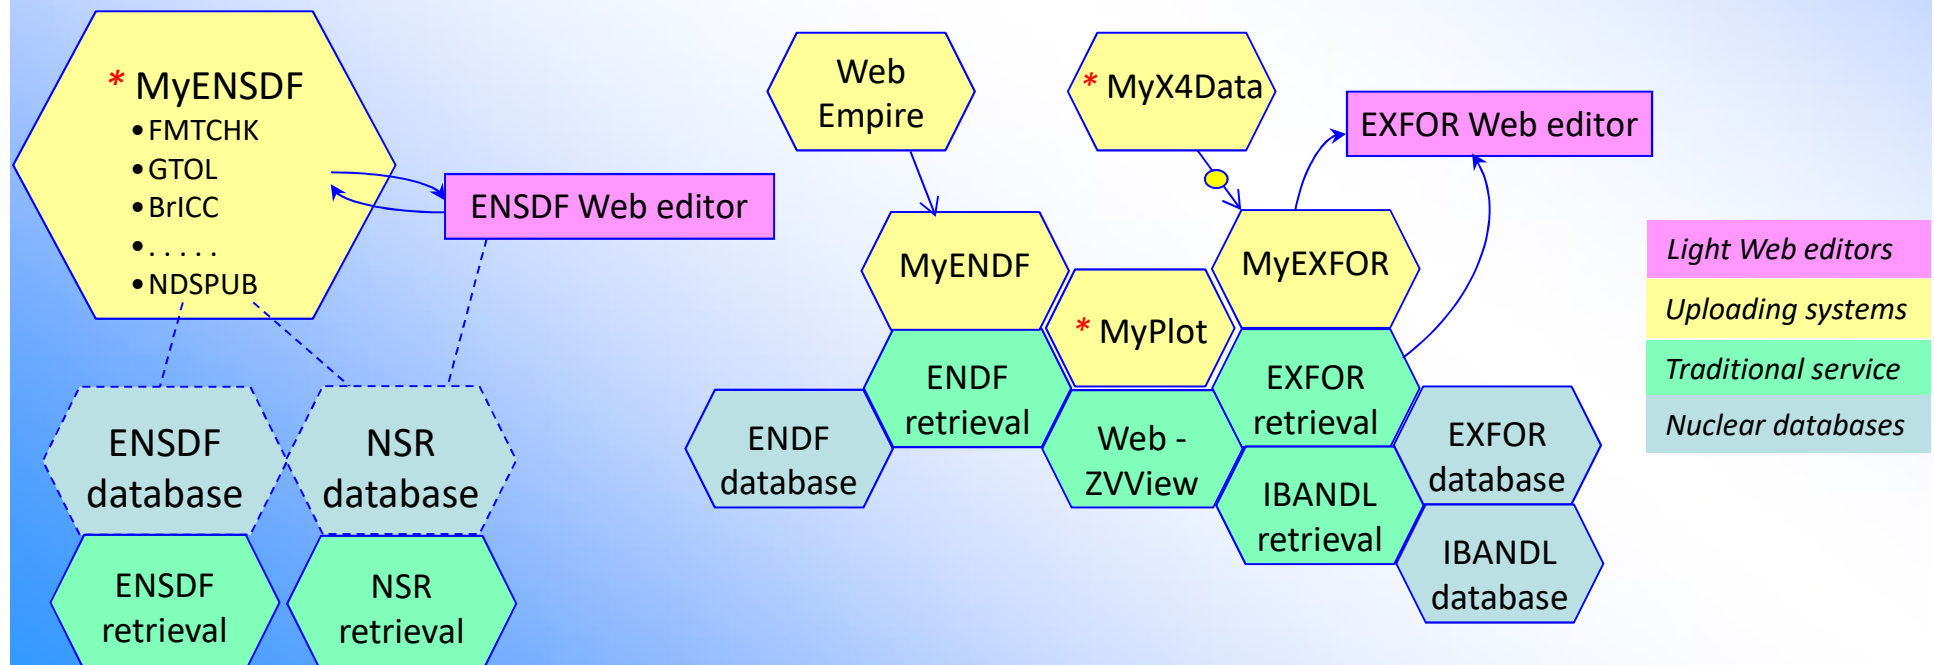 * MyENSDF
•FMTCHK
•GTOL
•BrICC
•. . . . .
•NDSPUB
ENSDF Web editor
ENSDF
database
NSR
database
ENSDF
retrieval
NSR
retrieval
Web
Empire
* MyX4Data
EXFOR Web editor
MyENDF
MyEXFOR
* MyPlot
ENDF
retrieval
EXFOR
retrieval
ENDF
database
Web -
ZVView
IBANDL
retrieval
EXFOR
database
IBANDL
database
Light Web editors
Uploading systems
Traditional service
Nuclear databases